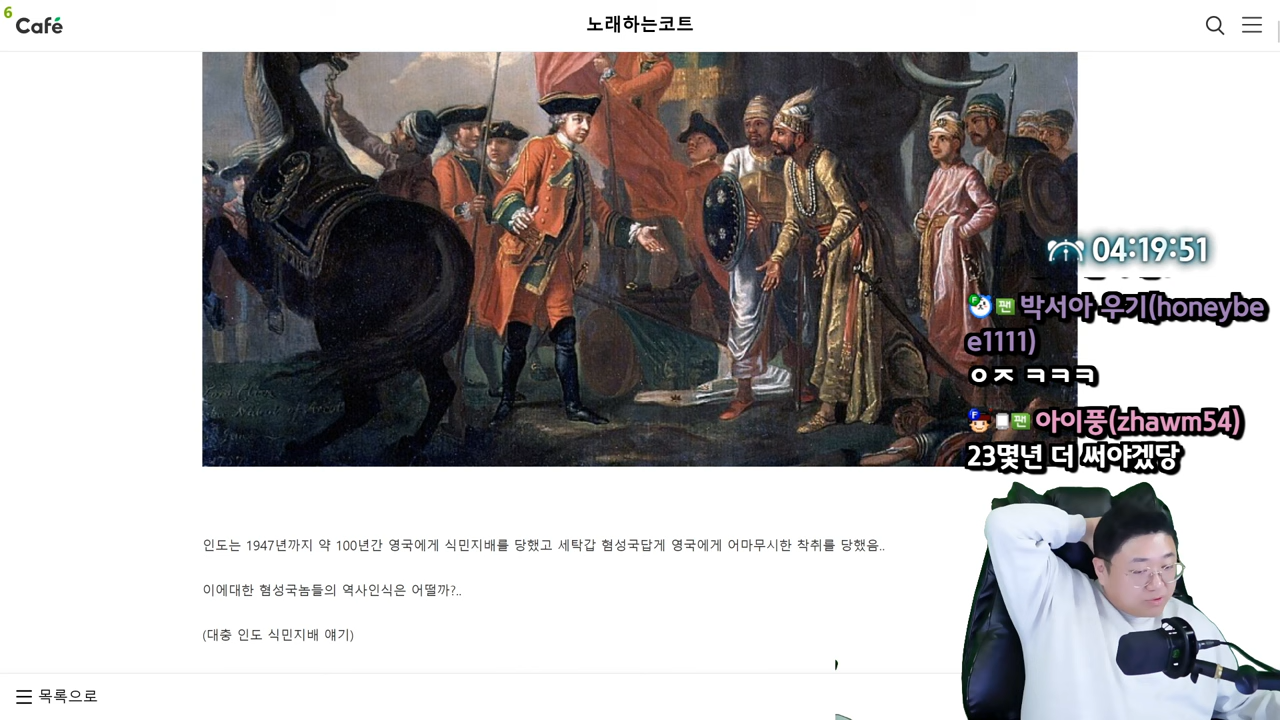 6
Café
노래하는코트
04:19:51
박서아 우기(honeybe
e1111)
ㅇㅈ ㅋㅋㅋ
아이풍(zhawm54)
23몇년 더 써야겠당
인도는 1947년까지 약 100년간 영국에게 식민지배를 당했고 세탁갑 혐성국답게 영국에게 어마무시한 착취를 당했음..
이에대한 혐성국놈들의 역사인식은 어떨까?..
(대충 인도 식민지배 얘기)
목록으로